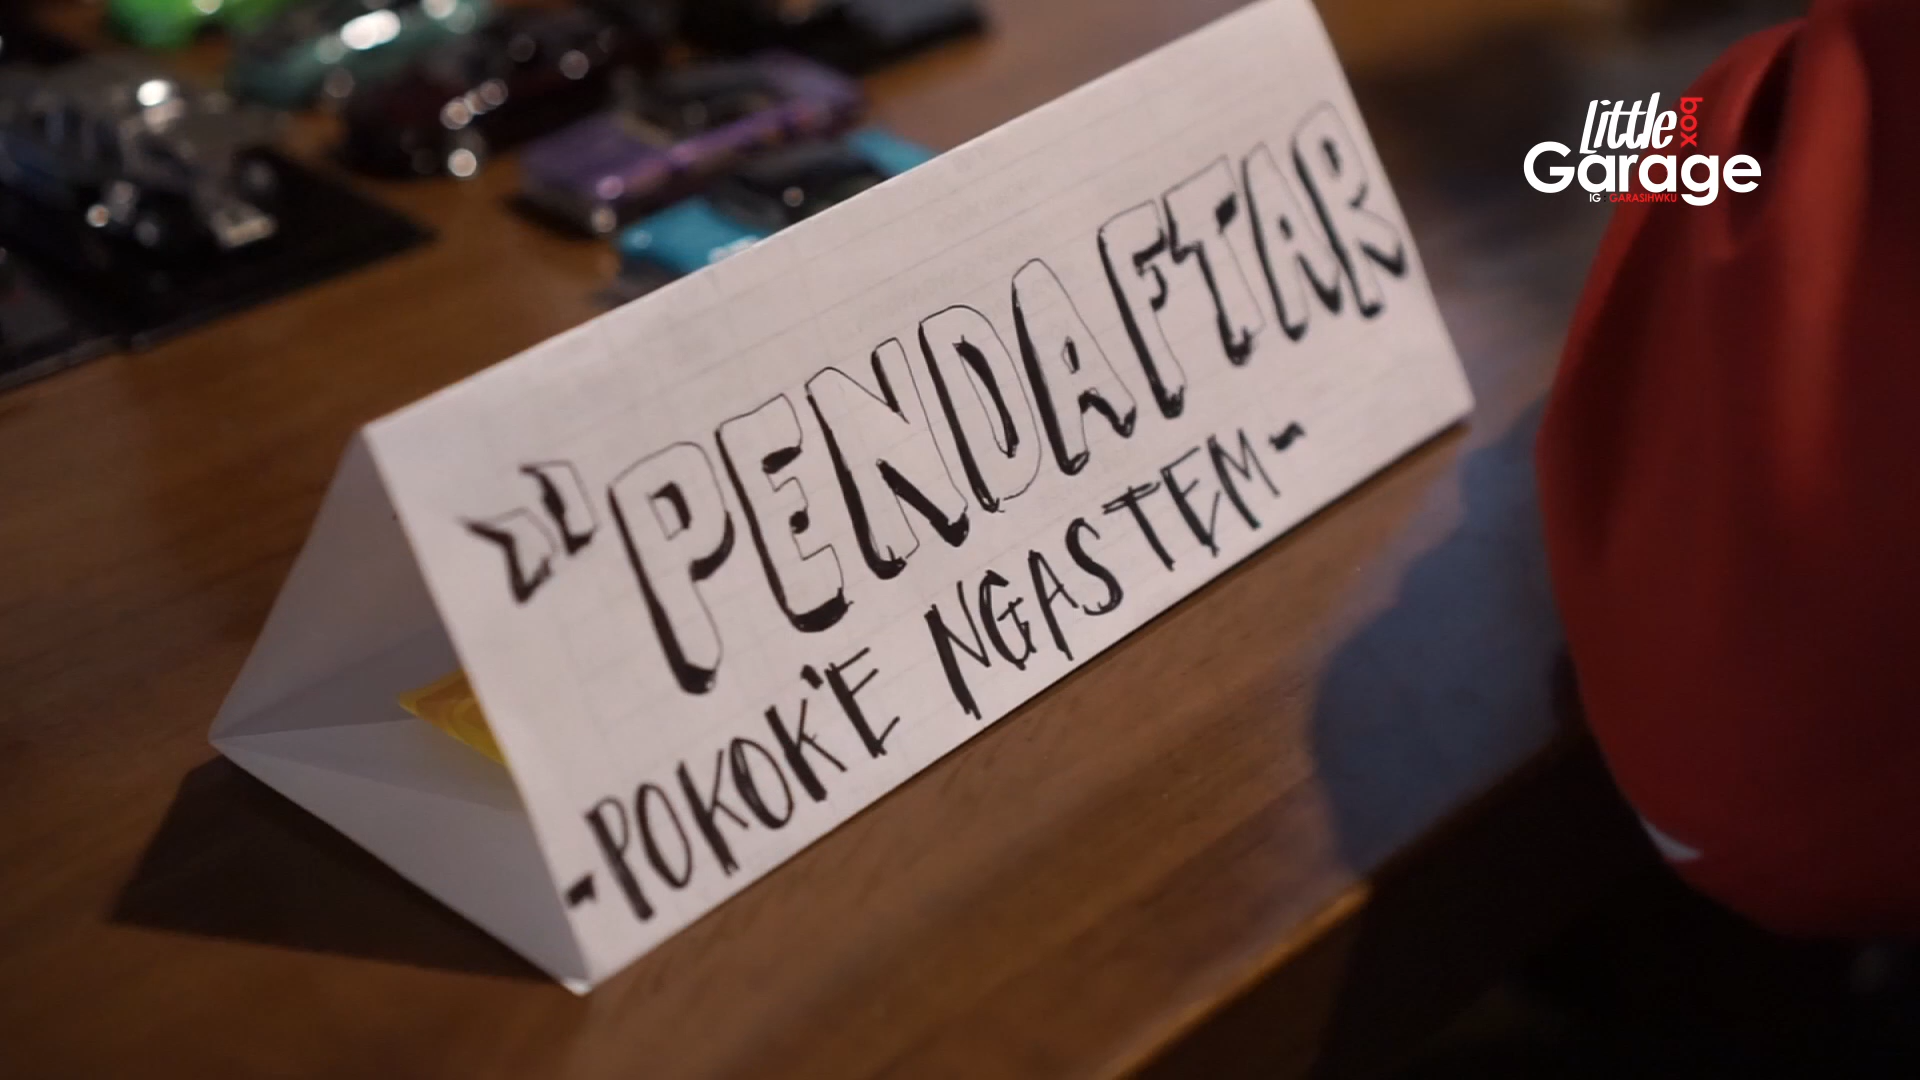 Little box
Garage
IG : GARASIHWKU
"PENDAFTAR
-POKOK'E NGASTEM-